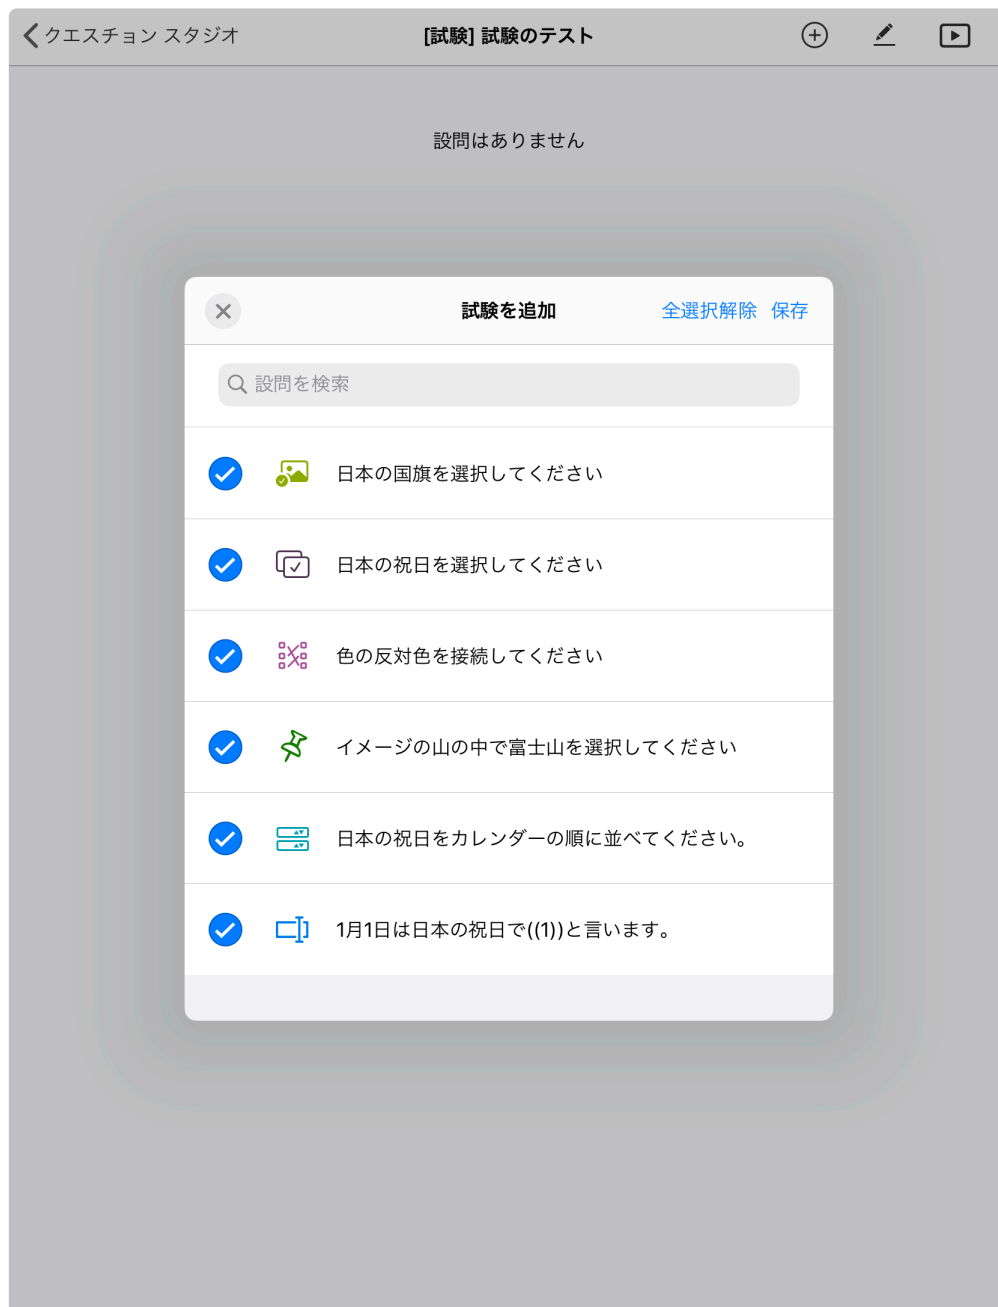 クエスチョン スタジオ
[試験] 試験のテスト
設問はありません
試験を追加
全選択解除
保存
設問を検索
日本の国旗を選択してください
日本の祝日を選択してください
色の反対色を接続してください
イメージの山の中で富士山を選択してください
日本の祝日をカレンダーの順に並べてください。
1月1日は日本の祝日で((1))と言います。